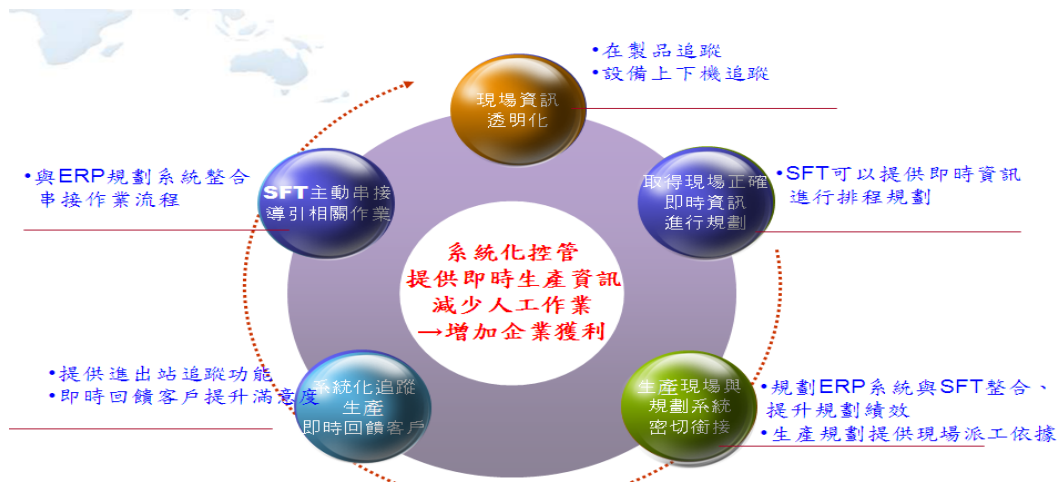 •在製品追蹤
•設備上下機追蹤
現場資訊
透明化
•與ERP規劃系統整合
串接作業流程
SFT主動串接
導引相關作業
取得現場正確
即時資訊
進行規劃
•SFT可以提供即時資訊
進行排程規劃
系統化控管
提供即時生產資訊
減少人工作業
→增加企業獲利
•提供進出站追蹤功能
•即時回饋客戶提升滿意度
系統化追蹤
生產
即時回饋客戶
生產現場與
規劃系統
密切銜接
•規劃ERP系統與SFT整合、
提升規劃績效
•生產規劃提供現場派工依據